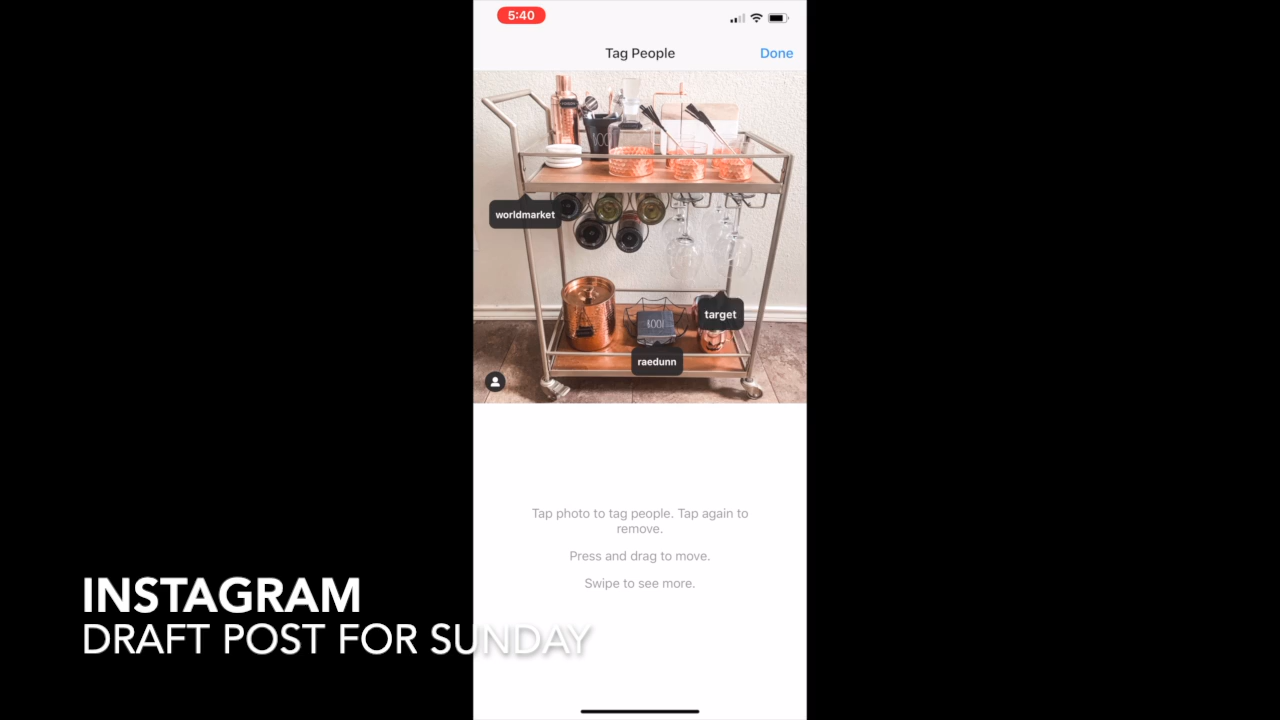 5:40
Tag People
Done
worldmarket
target
raedunn
Tap photo to tag people. Tap again to
remove.
Press and drag to move.
Swipe to see more.
INSTAGRAM
DRAFT POST FOR SUNDAY